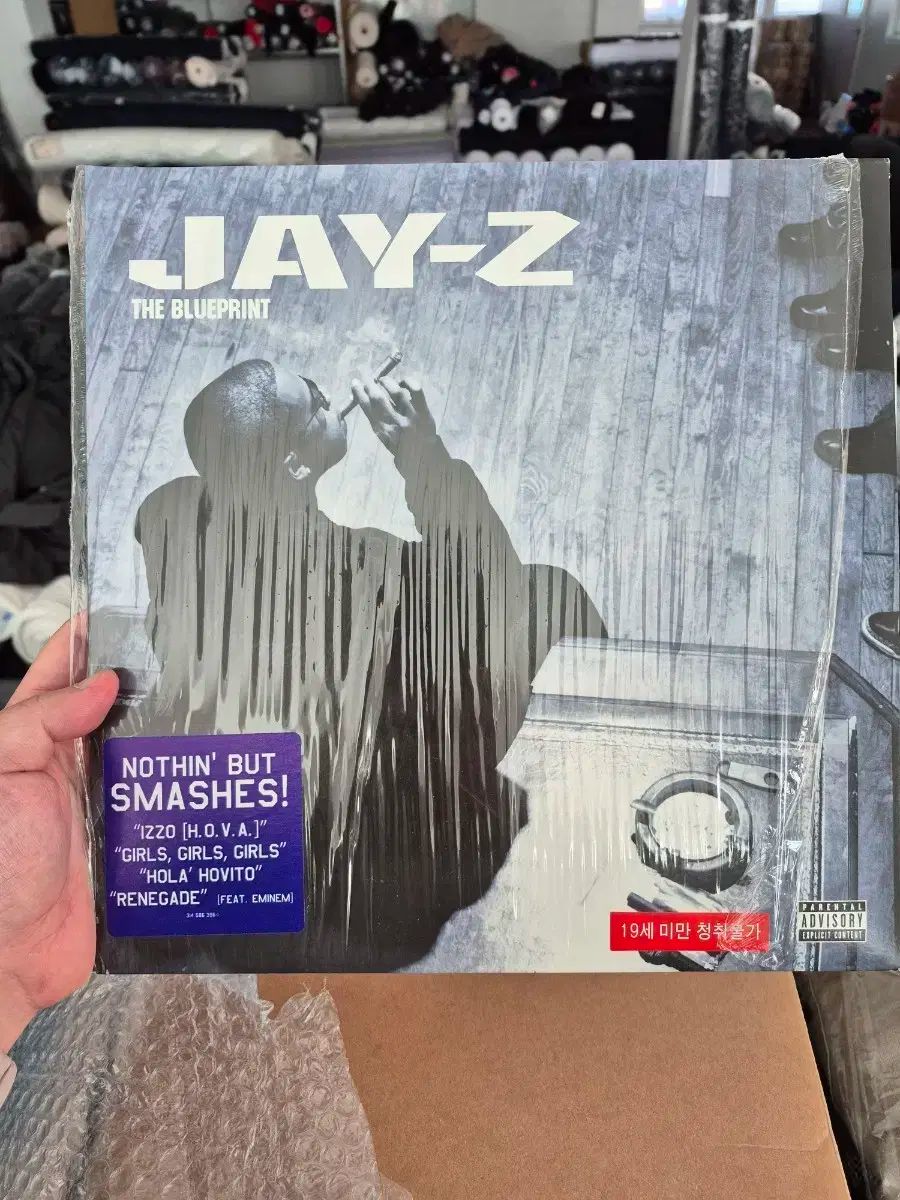 JAY-Z
THE BLUEPRINT
NOTHIN' BUT
SMASHES!
"IZZO [H.O.V.A.]"
"GIRLS, GIRLS, GIRLS"
"HOLA' HOVITO"
"RENEGADE" [FEAT. EMINEM]
19세 미만 청취불가
PARENTAL
ADVISORY
EXPLICIT CONTENT